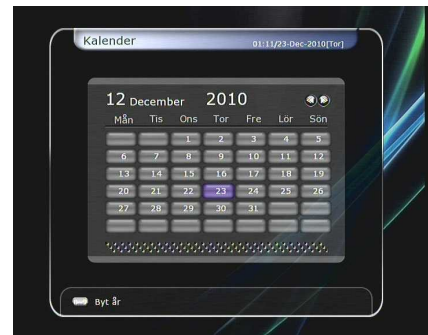 Kalender 01:11/23-Dec-2010[Tor]
12 December 2010
Mån Tis Ons Tor Fre Lör Sön
1 2 3 4 5
6 7 8 9 10 11 12
13 14 15 16 17 18 19
20 21 22 23 24 25 26
27 28 29 30 31
Byt år